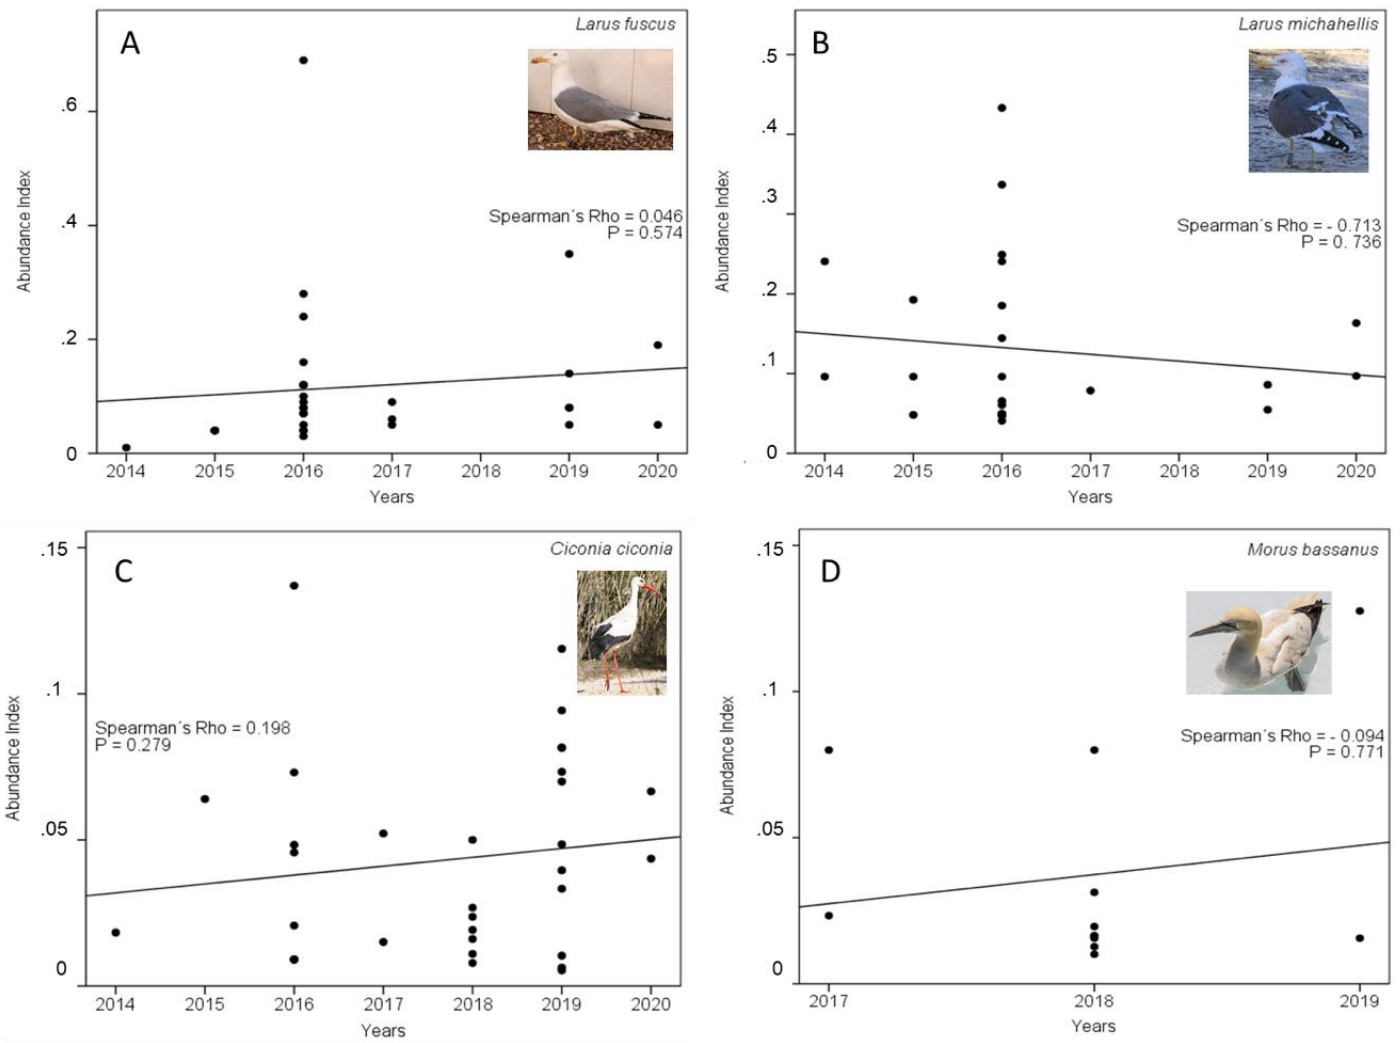 A
Larus fuscus
.6
.4
.2
0
Abundance Index
Spearman´s Rho = 0.046
P = 0.574
2014 2015 2016 2017 2018 2019 2020
Years
B
Larus michahellis
.5
.4
.3
.2
.1
0
Abundance Index
Spearman´s Rho = - 0.713
P = 0. 736
2014 2015 2016 2017 2018 2019 2020
Years
C
Ciconia ciconia
.15
.1
.05
0
Abundance Index
Spearman´s Rho = 0.198
P = 0.279
2014 2015 2016 2017 2018 2019 2020
Years
D
Morus bassanus
.15
.1
.05
0
Abundance Index
Spearman´s Rho = - 0.094
P = 0.771
2017 2018 2019
Years